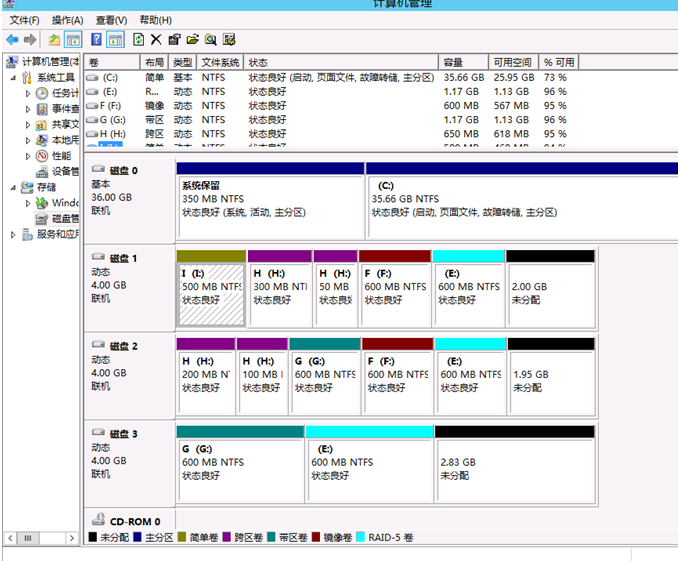 计算机管理
文件(F) 操作(A) 查看(V) 帮助(H)
计算机管理(本
系统工具
任务计
事件查
共享文
本地用
性能
设备管
存储
Windo
磁盘管
服务和应用
卷 布局 类型 文件系统 状态 容量 可用空间 % 可用
(C:) 简单 基本 NTFS 状态良好 (启动, 页面文件, 故障转储, 主分区) 35.66 GB 25.95 GB 73 %
(E:) R... 动态 NTFS 状态良好 1.17 GB 1.13 GB 96 %
F (F:) 镜像 动态 NTFS 状态良好 600 MB 567 MB 95 %
G (G:) 带区 动态 NTFS 状态良好 1.17 GB 1.13 GB 96 %
H (H:) 跨区 动态 NTFS 状态良好 650 MB 618 MB 95 %
磁盘 0
基本
36.00 GB
联机
系统保留
350 MB NTFS
状态良好 (系统, 活动, 主分区)
(C:)
35.66 GB NTFS
状态良好 (启动, 页面文件, 故障转储, 主分区)
磁盘 1
动态
4.00 GB
联机
I (I:)
500 MB NTFS
状态良好
H (H:)
300 MB NTI
状态良好
H (H:)
50 MB
状态良好
F (F:)
600 MB NTFS
状态良好
(E:)
600 MB NTFS
状态良好
2.00 GB
未分配
磁盘 2
动态
4.00 GB
联机
H (H:)
200 MB N
状态良好
H (H:)
100 MB
状态良好
G (G:)
600 MB NTFS
状态良好
F (F:)
600 MB NTFS
状态良好
(E:)
600 MB NTFS
状态良好
1.95 GB
未分配
磁盘 3
动态
4.00 GB
联机
G (G:)
600 MB NTFS
状态良好
(E:)
600 MB NTFS
状态良好
2.83 GB
未分配
CD-ROM 0
未分配 主分区 简单卷 跨区卷 带区卷 镜像卷 RAID-5 卷